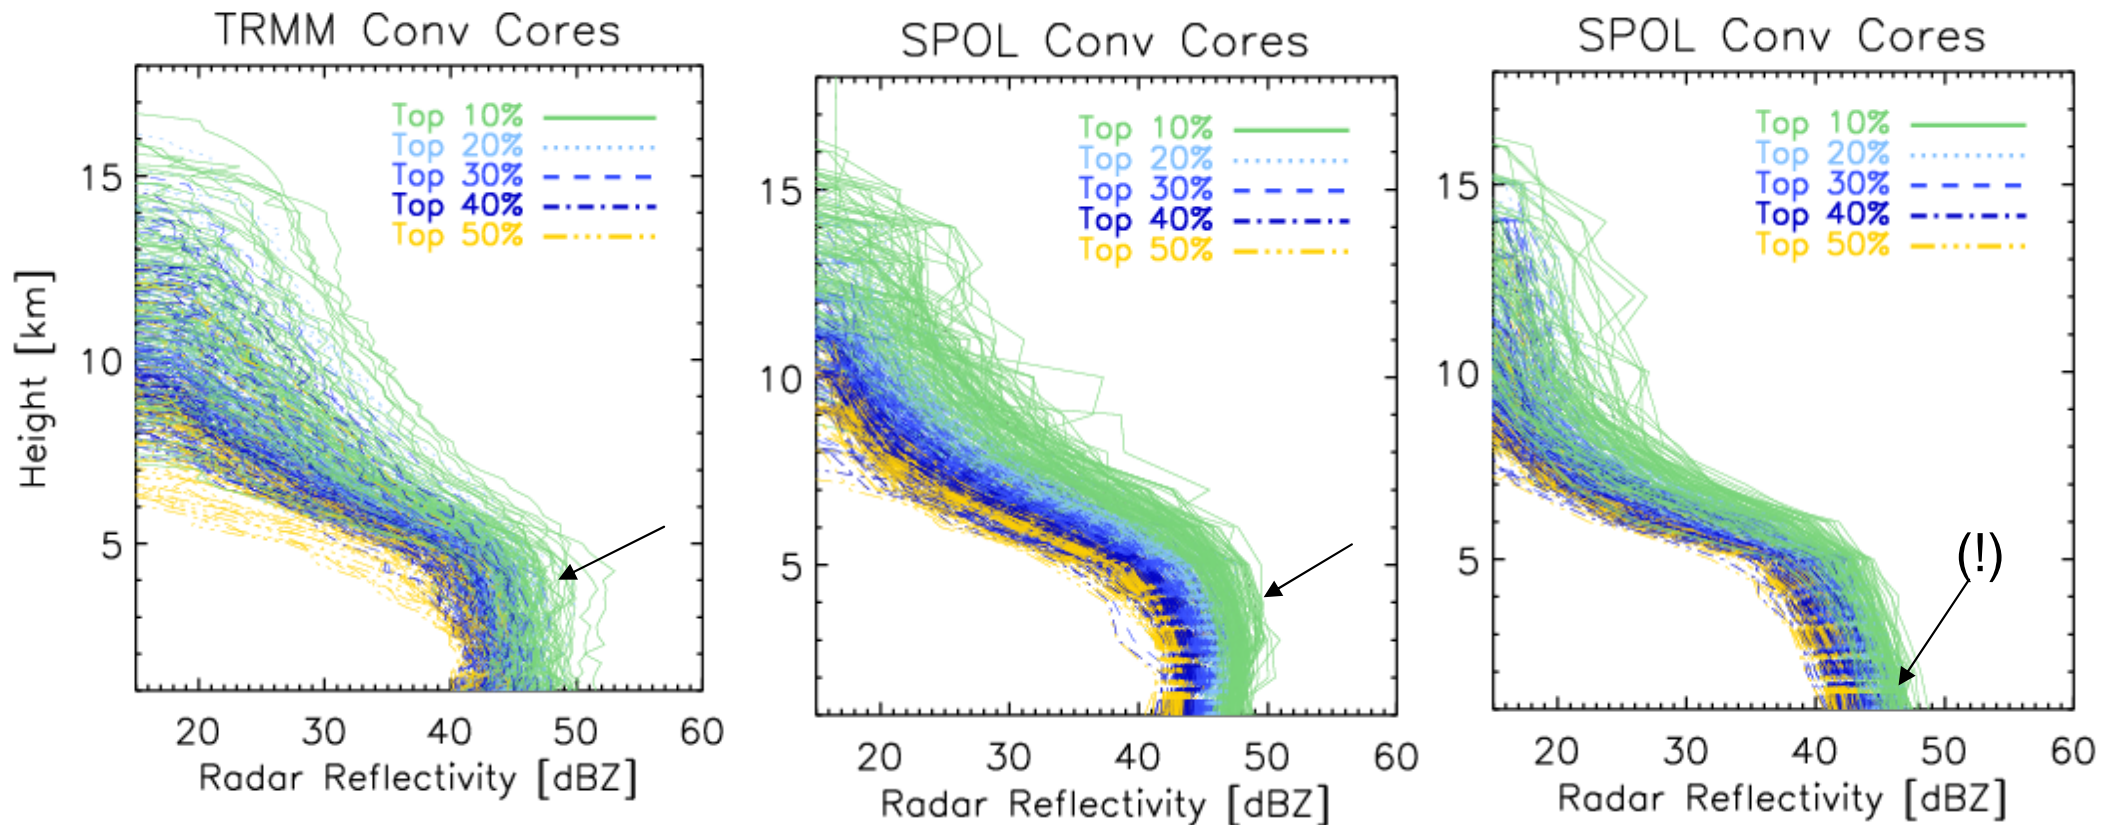 TRMM Conv Cores
Top 10%
Top 20%
Top 30%
Top 40%
Top 50%
15
10
5
Height [km]
20 30 40 50 60
Radar Reflectivity [dBZ]
SPOL Conv Cores
Top 10%
Top 20%
Top 30%
Top 40%
Top 50%
15
10
5
20 30 40 50 60
Radar Reflectivity [dBZ]
SPOL Conv Cores
Top 10%
Top 20%
Top 30%
Top 40%
Top 50%
15
10
5
(!)
20 30 40 50 60
Radar Reflectivity [dBZ]